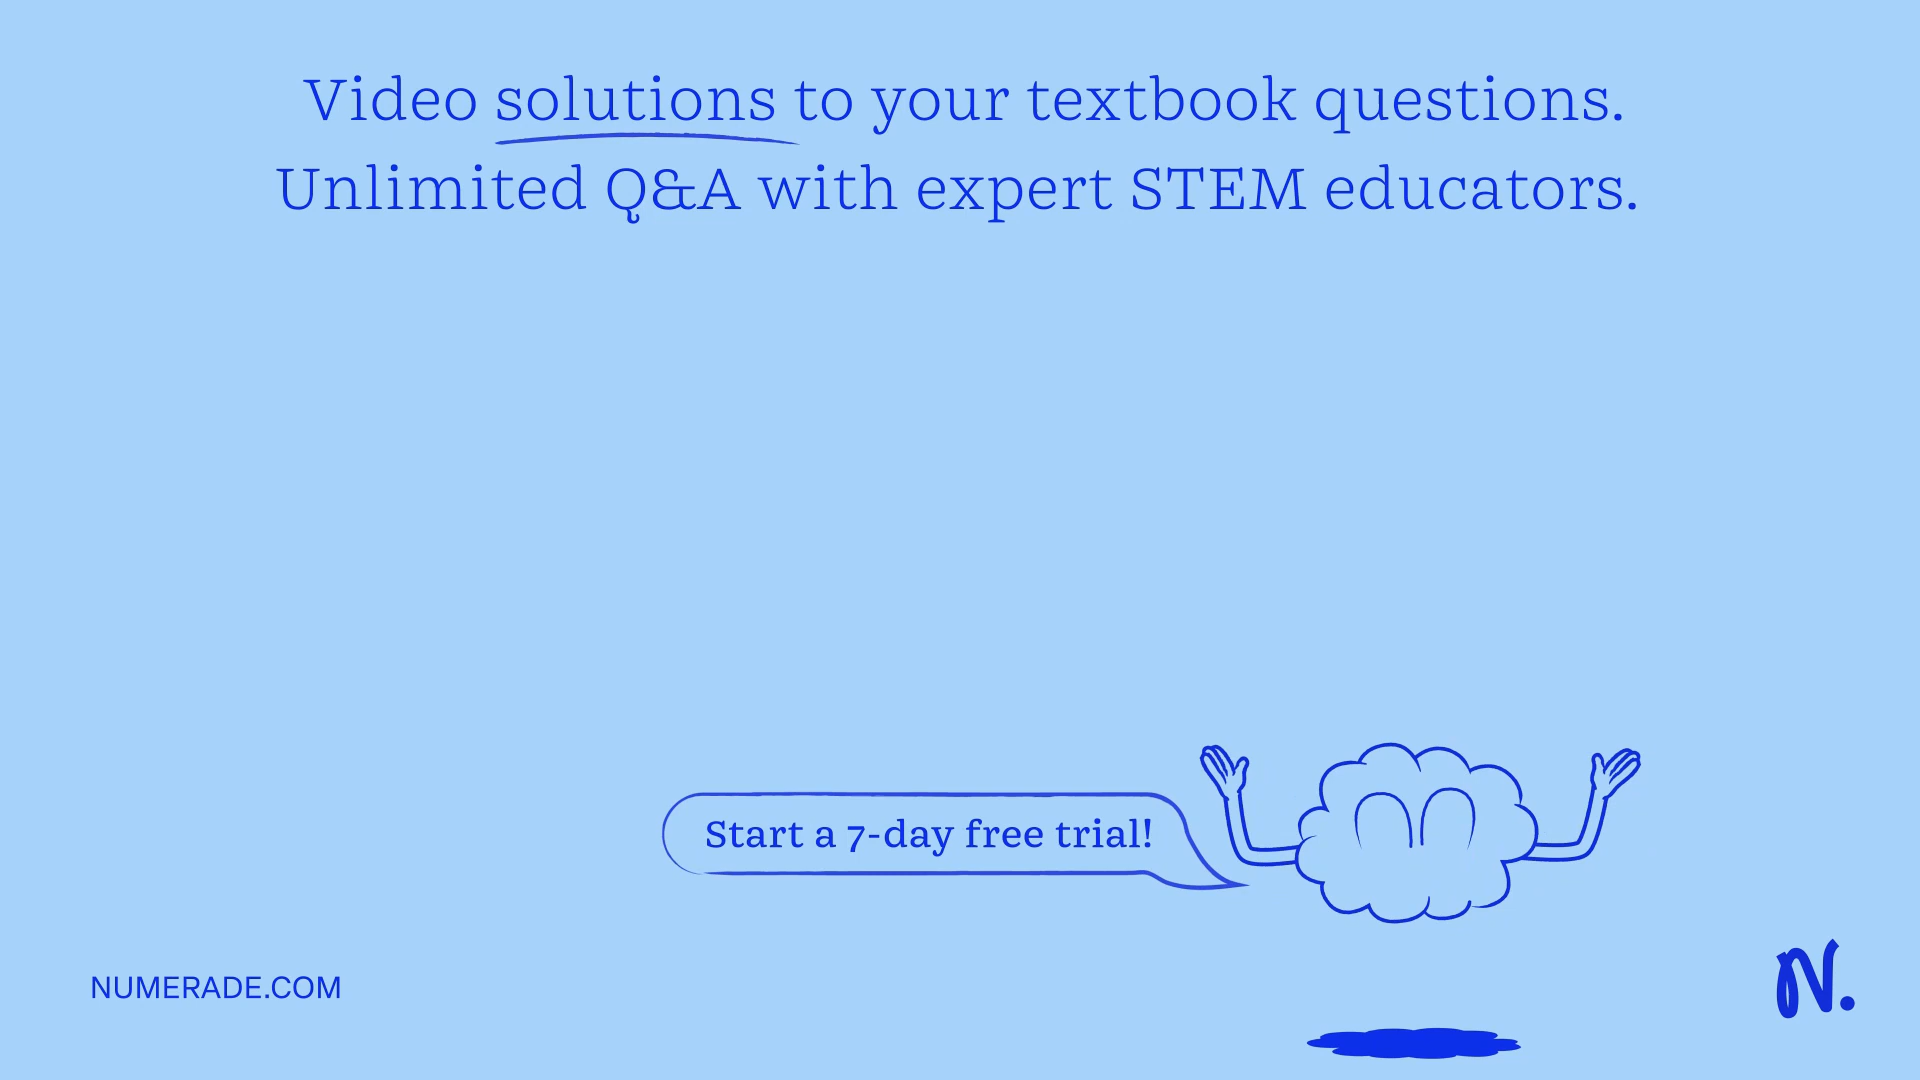 Video solutions to your textbook questions.
Unlimited Q&A with expert STEM educators.
Start a 7-day free trial!
NUMERADE.COM
N.